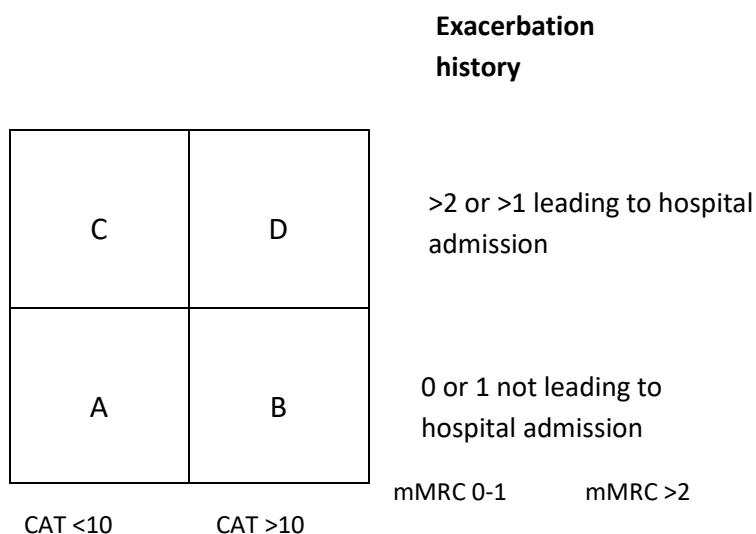 Exacerbation
history
C
D
>2 or >1 leading to hospital
admission
A
B
0 or 1 not leading to
hospital admission
mMRC 0-1
mMRC >2
CAT <10
CAT >10